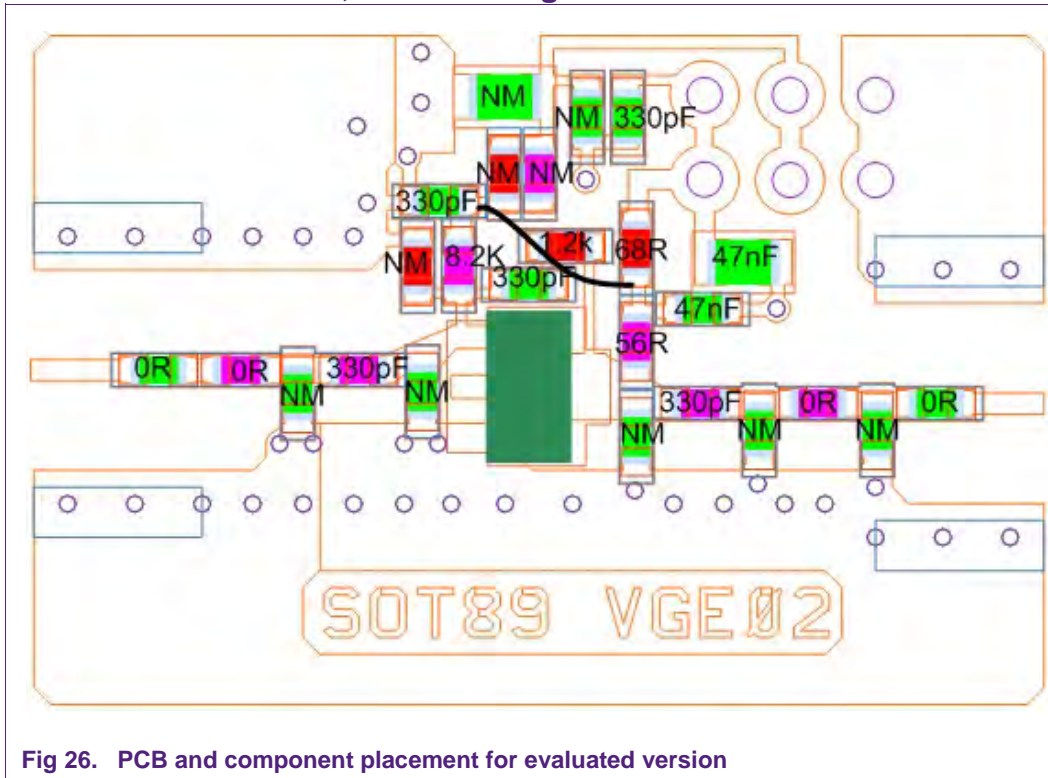 NM
NM
330pF
NM
NM
330pF
1.2k
68R
NM
8.2K
330pF
47nF
47nF
56R
0R
0R
330pF
NM
NM
330pF
0R
0R
NM
NM
NM
SOT89 VGEØ2
Fig 26. PCB and component placement for evaluated version